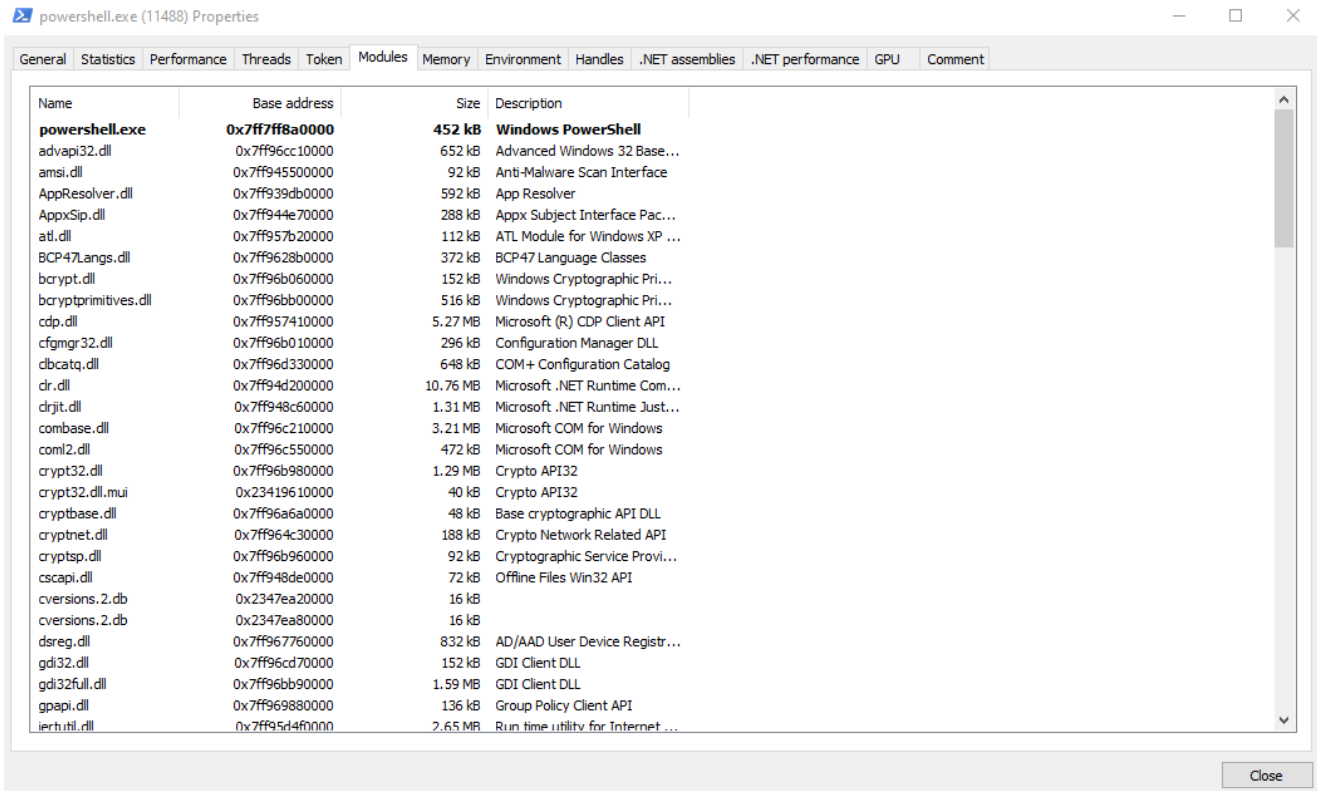 powershell.exe (11488) Properties
General Statistics Performance Threads Token Modules Memory Environment Handles .NET assemblies .NET performance GPU Comment
Name Base address Size Description
powershell.exe 0x7ff7ff8a0000 452 kB Windows PowerShell
advapi32.dll 0x7ff96cc10000 652 kB Advanced Windows 32 Base...
amsi.dll 0x7ff945500000 92 kB Anti-Malware Scan Interface
AppResolver.dll 0x7ff939db0000 592 kB App Resolver
AppxSip.dll 0x7ff944e70000 288 kB Appx Subject Interface Pac...
atl.dll 0x7ff957b20000 112 kB ATL Module for Windows XP ...
BCP47Langs.dll 0x7ff9628b0000 372 kB BCP47 Language Classes
bcrypt.dll 0x7ff96b060000 152 kB Windows Cryptographic Pri...
bcryptprimitives.dll 0x7ff96bb00000 516 kB Windows Cryptographic Pri...
cdp.dll 0x7ff957410000 5.27 MB Microsoft (R) CDP Client API
cfgmgr32.dll 0x7ff96b010000 296 kB Configuration Manager DLL
clbcatq.dll 0x7ff96d330000 648 kB COM+ Configuration Catalog
clr.dll 0x7ff94d200000 10.76 MB Microsoft .NET Runtime Com...
clrjit.dll 0x7ff948c60000 1.31 MB Microsoft .NET Runtime Just...
combase.dll 0x7ff96c210000 3.21 MB Microsoft COM for Windows
coml2.dll 0x7ff96c550000 472 kB Microsoft COM for Windows
crypt32.dll 0x7ff96b980000 1.29 MB Crypto API32
crypt32.dll.mui 0x23419610000 40 kB Crypto API32
cryptbase.dll 0x7ff96a6a0000 48 kB Base cryptographic API DLL
cryptnet.dll 0x7ff964c30000 188 kB Crypto Network Related API
cryptsp.dll 0x7ff96b960000 92 kB Cryptographic Service Provi...
cscapi.dll 0x7ff948de0000 72 kB Offline Files Win32 API
cversions.2.db 0x2347ea20000 16 kB
cversions.2.db 0x2347ea80000 16 kB
dsreg.dll 0x7ff967760000 832 kB AD/AAD User Device Registr...
gdi32.dll 0x7ff96cd70000 152 kB GDI Client DLL
gdi32full.dll 0x7ff96bb90000 1.59 MB GDI Client DLL
gpapi.dll 0x7ff969880000 136 kB Group Policy Client API
iertutil.dll 0x7ff95d4f0000 2.65 MB Run time utility for Internet ...
Close